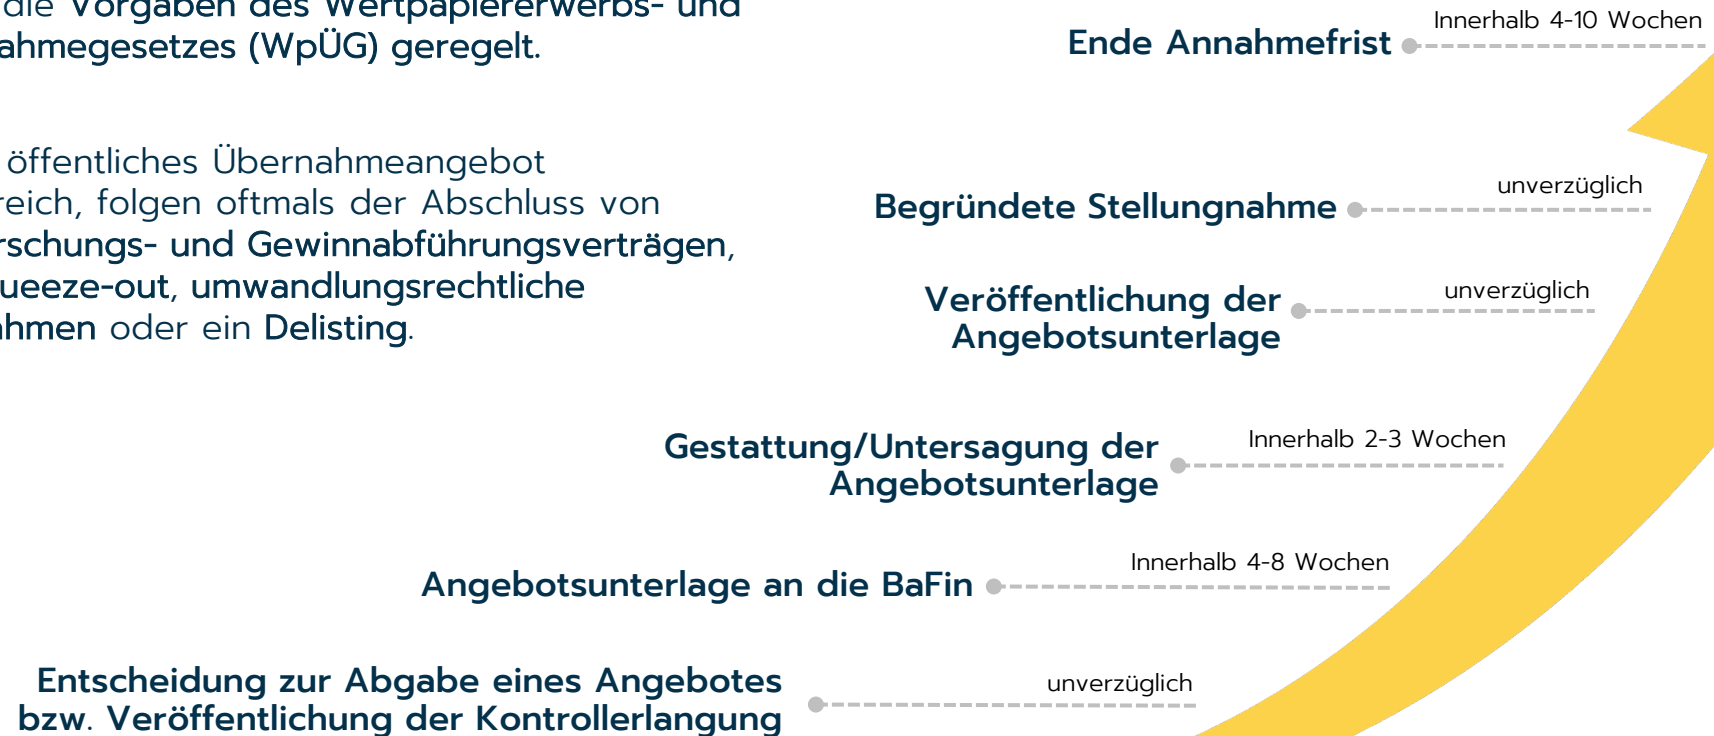 die Vorgaben des Wertpapiererwerbs- und
ahmegesetzes (WpÜG) geregelt.
öffentliches Übernahmeangebot
reich, folgen oftmals der Abschluss von
rschungs- und Gewinnabführungsverträgen,
ueeze-out, umwandlungsrechtliche
ahmen oder ein Delisting.
Ende Annahmefrist
Innerhalb 4-10 Wochen
Begründete Stellungnahme
unverzüglich
Veröffentlichung der
Angebotsunterlage
unverzüglich
Gestattung/Untersagung der
Angebotsunterlage
Innerhalb 2-3 Wochen
Angebotsunterlage an die BaFin
Innerhalb 4-8 Wochen
Entscheidung zur Abgabe eines Angebotes
bzw. Veröffentlichung der Kontrollerlangung
unverzüglich